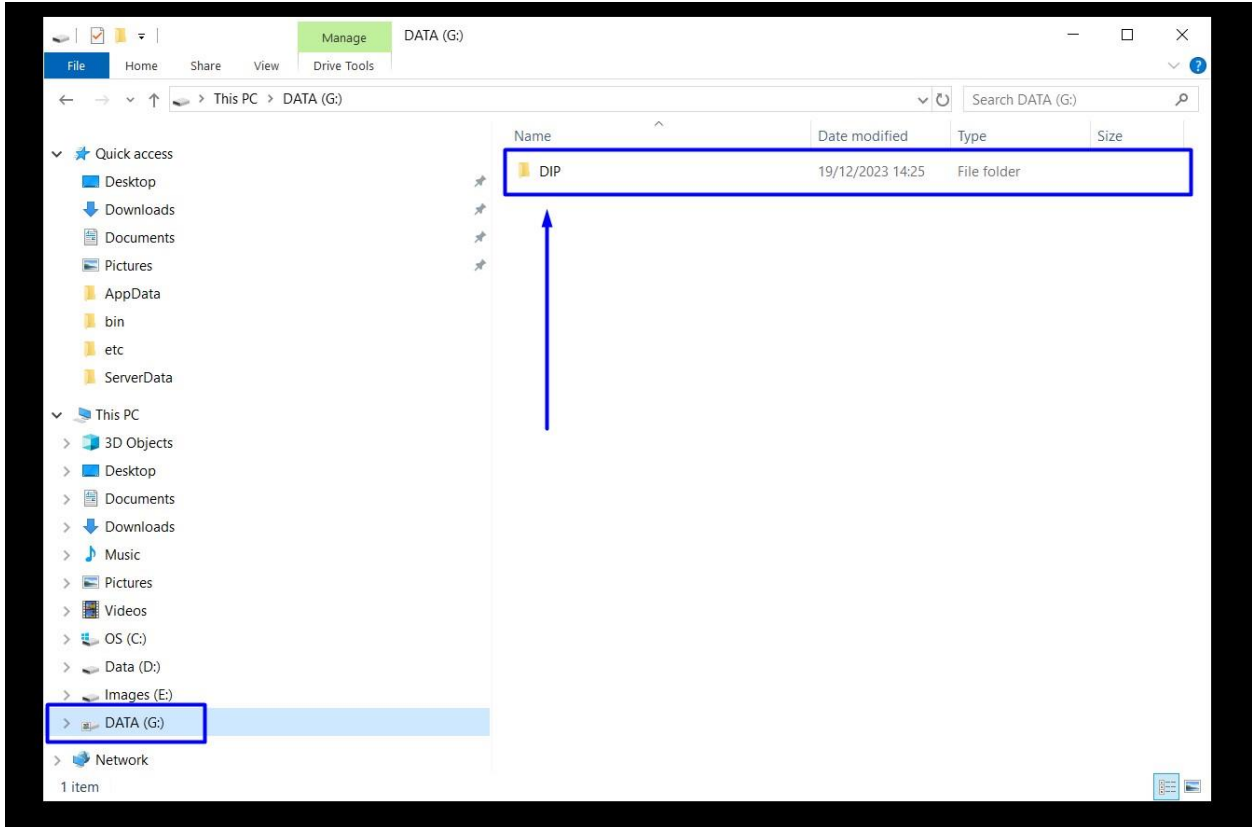 Manage DATA (G:)
File Home Share View Drive Tools
This PC > DATA (G:) Search DATA (G:)
Name Date modified Type Size
DIP 19/12/2023 14:25 File folder
Quick access
Desktop
Downloads
Documents
Pictures
AppData
bin
etc
ServerData
This PC
3D Objects
Desktop
Documents
Downloads
Music
Pictures
Videos
OS (C:)
Data (D:)
Images (E:)
DATA (G:)
Network
1 item